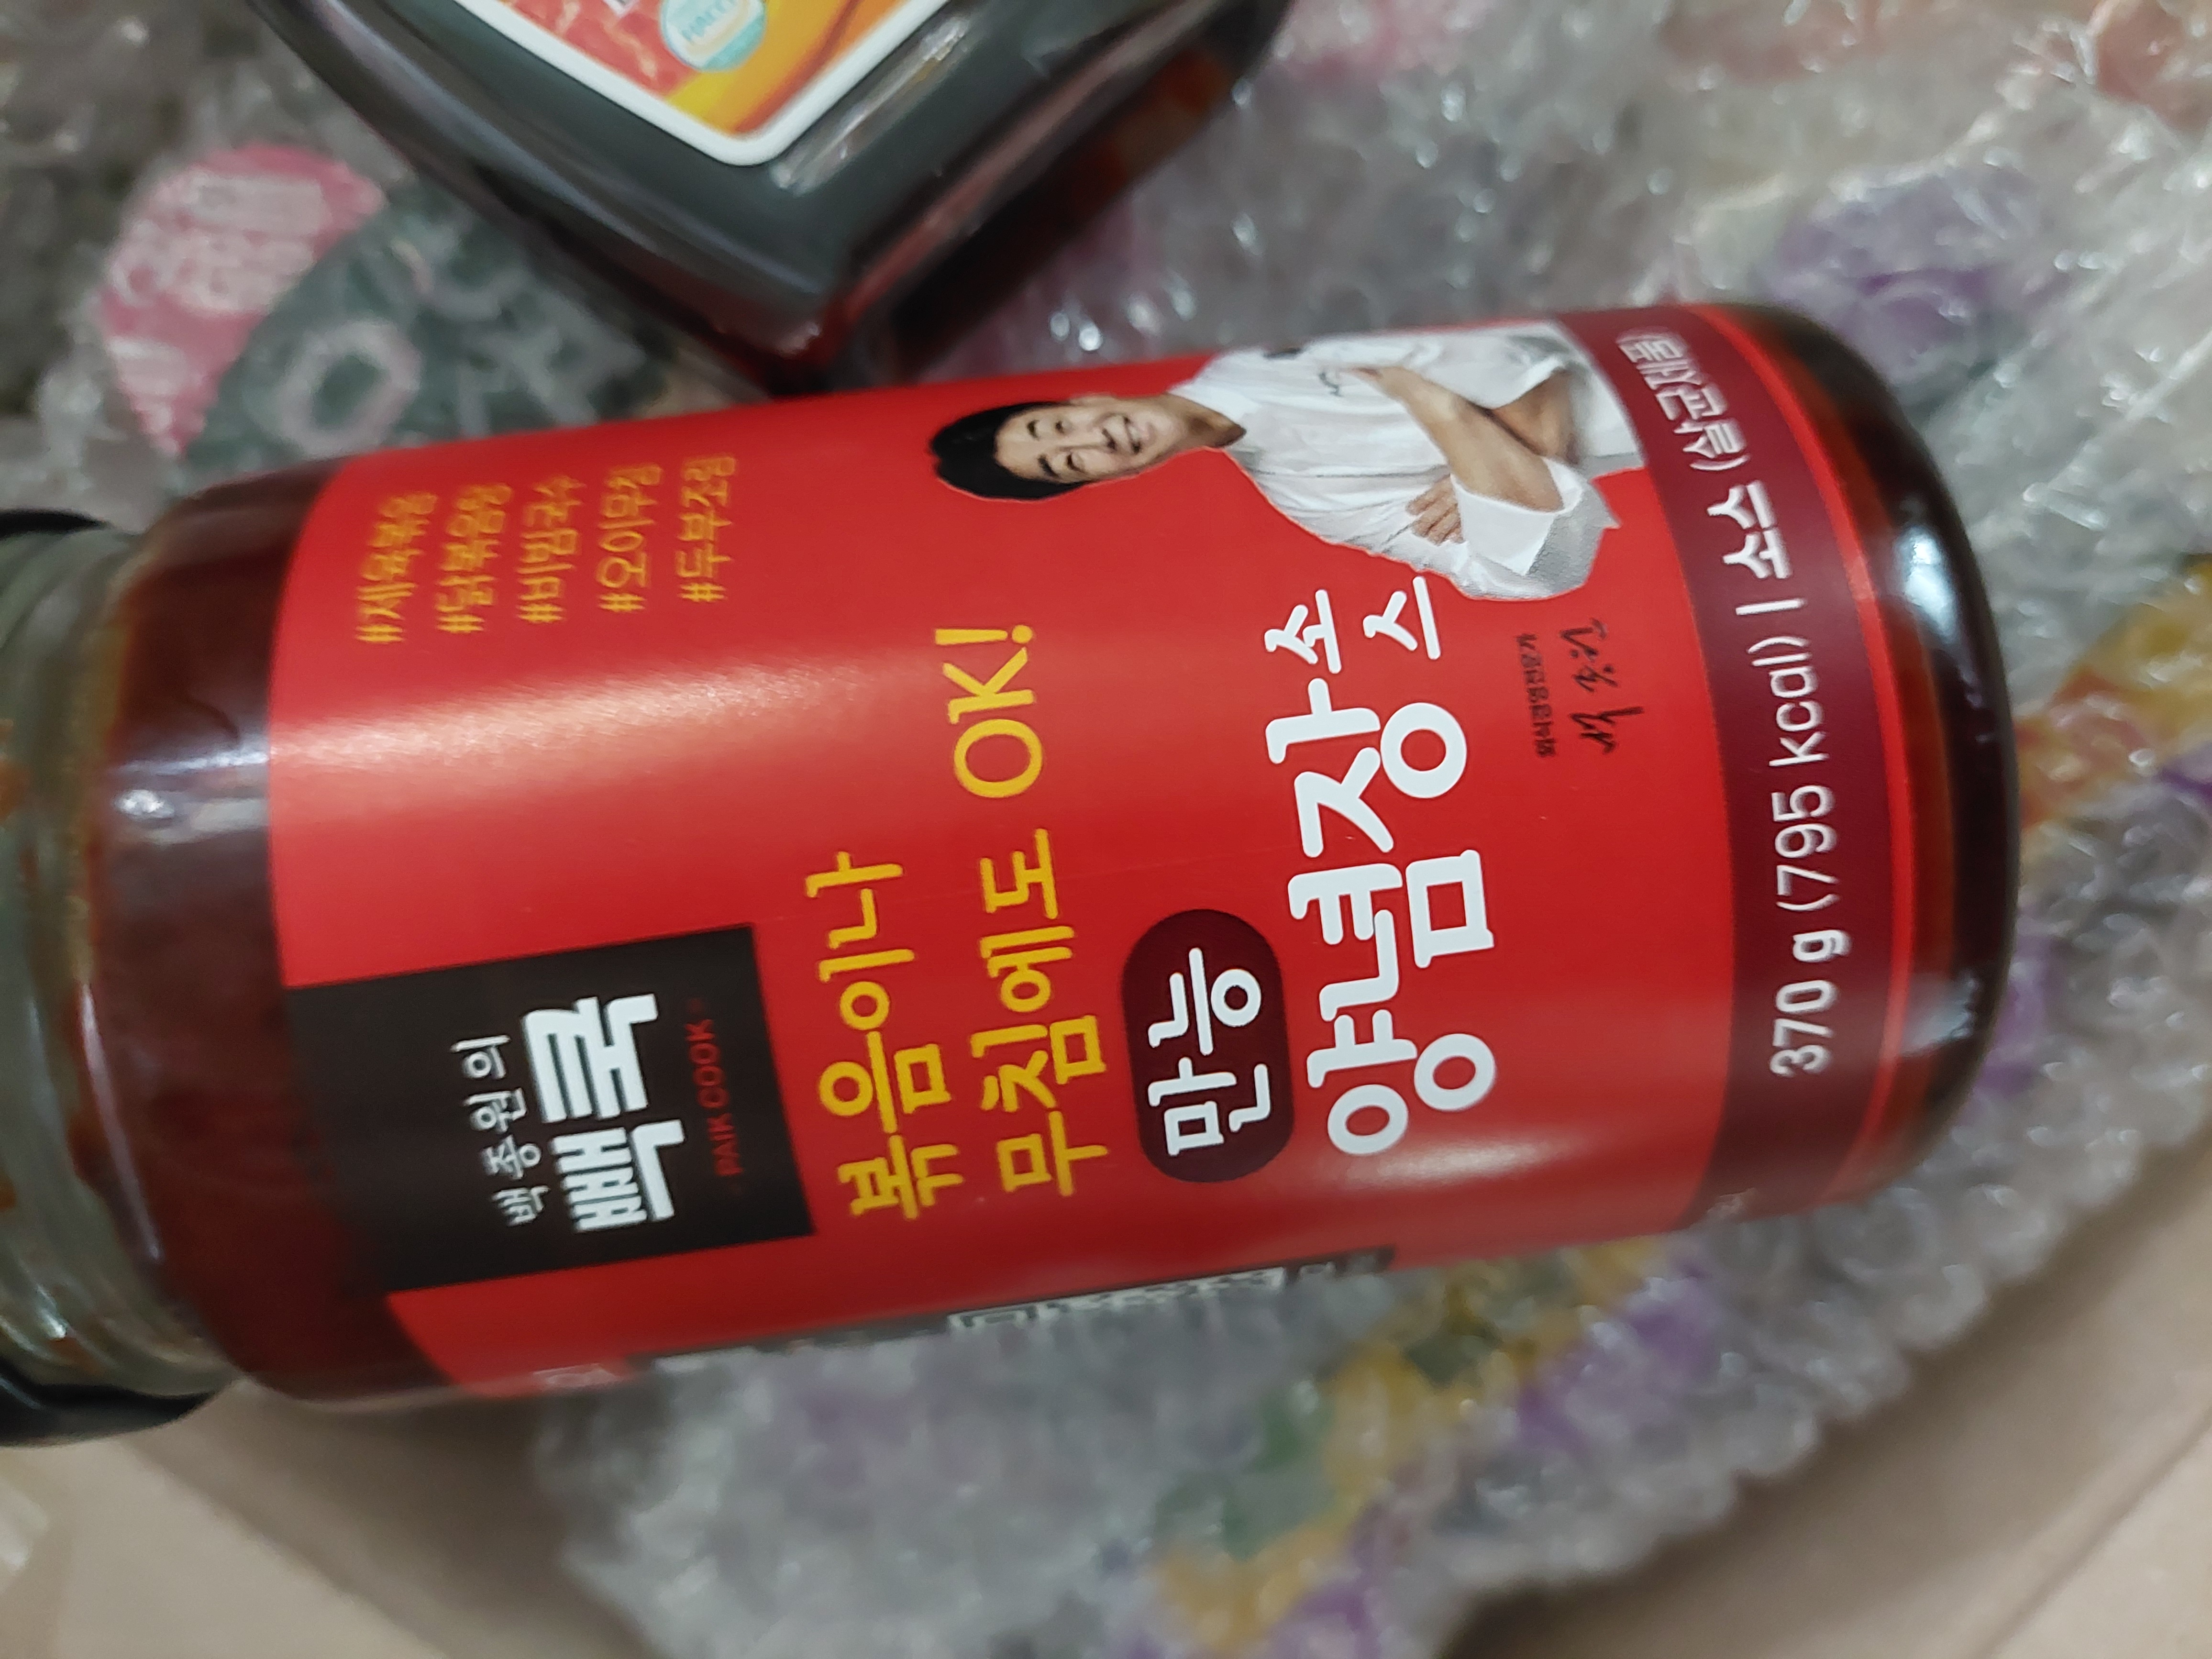 백종원의
빽쿡
PAIK COOK
#제육볶음
#닭볶음탕
#비빔국수
#오이무침
#두부조림
볶음이나
무침에도 OK!
만능
양념장소스
370 g (795 kcal) | 소스 (살균제품)
HACCP